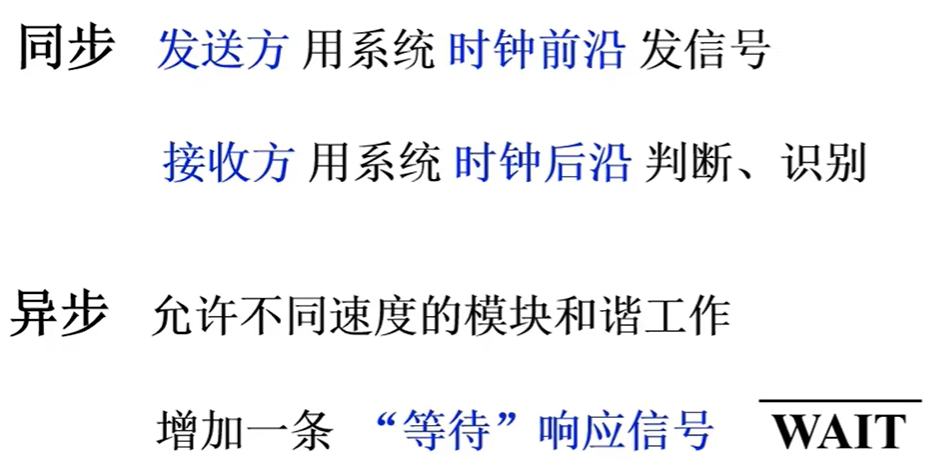 同步 发送方 用系统 时钟前沿 发信号
接收方 用系统 时钟后沿 判断、识别
异步 允许不同速度的模块和谐工作
增加一条 “等待”响应信号 WAIT